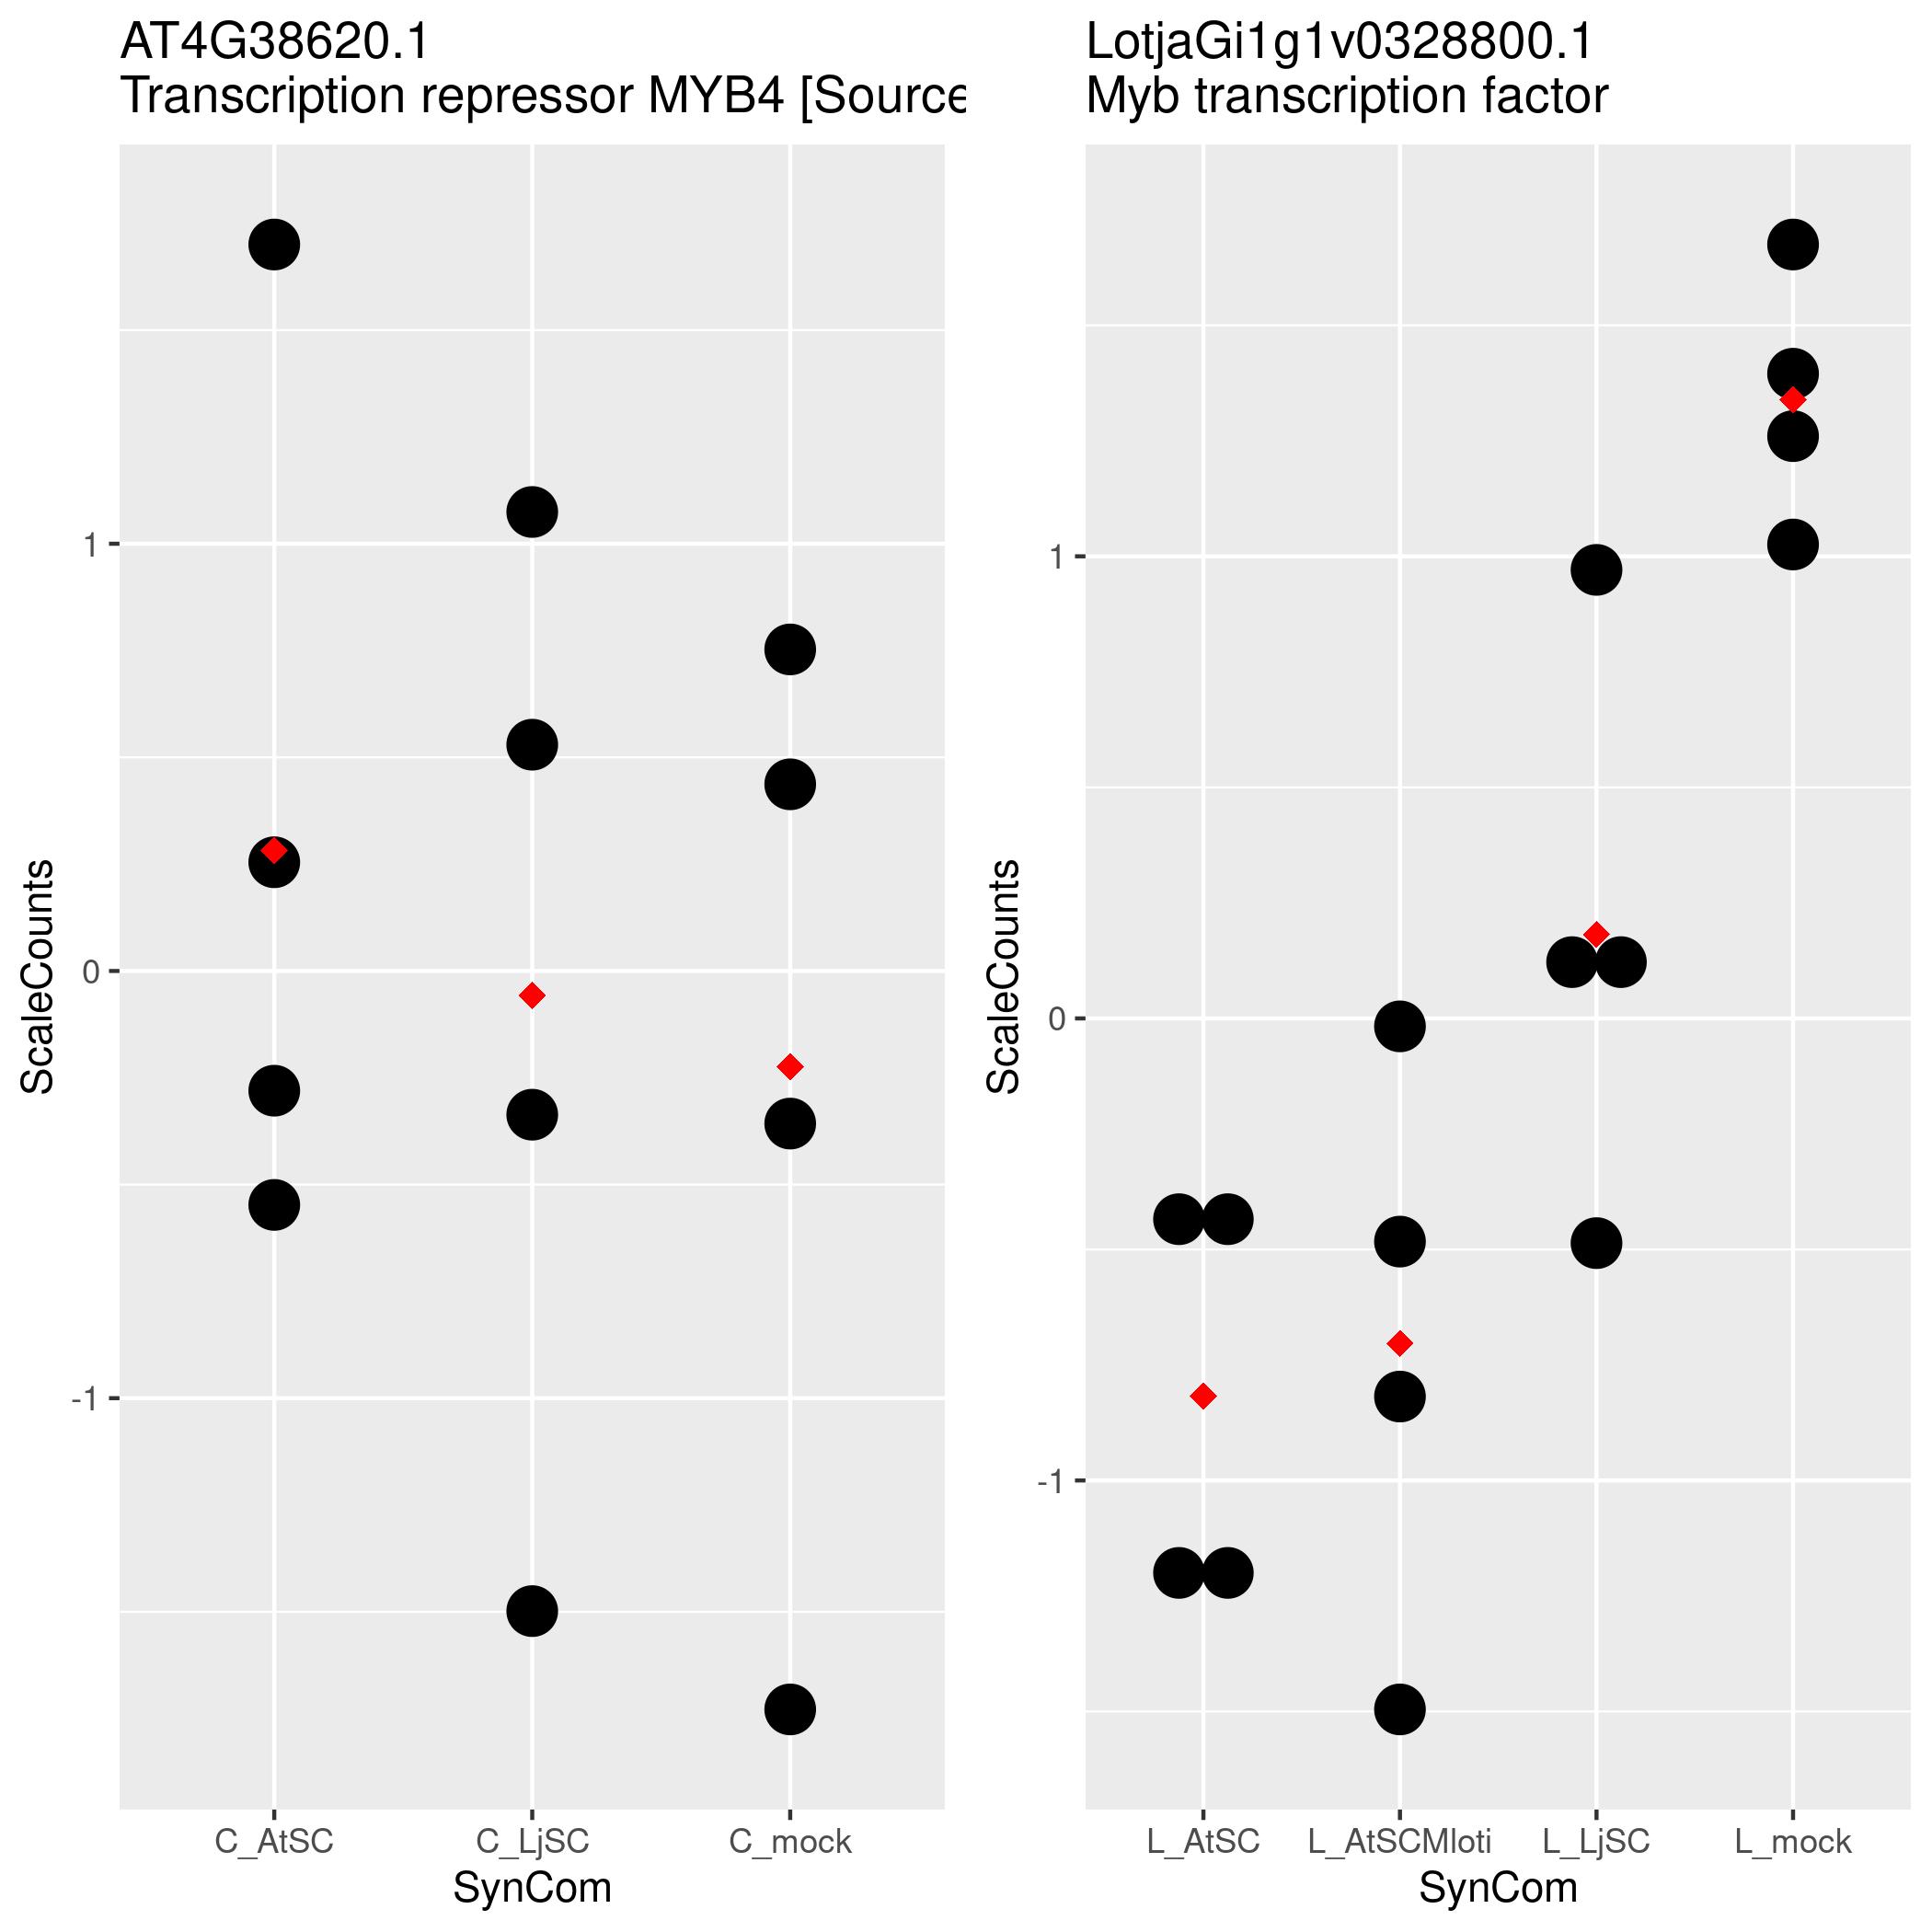 AT4G38620.1
Transcription repressor MYB4 [Source
ScaleCounts
1
0
-1
C_AtSC C_LjSC C_mock
SynCom
LotjaGi1g1v0328800.1
Myb transcription factor
ScaleCounts
1
0
-1
L_AtSC L_AtSCMloti L_LjSC L_mock
SynCom